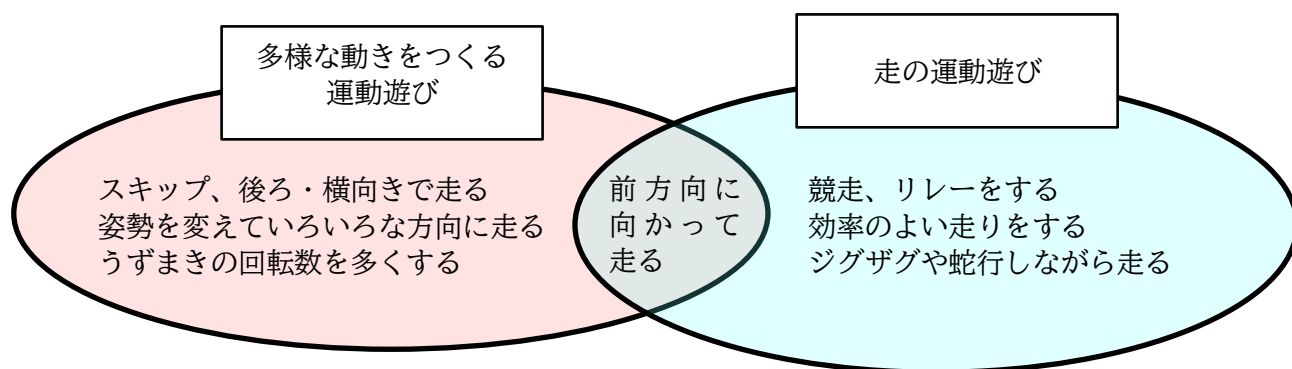 多様な動きをつくる
運動遊び
走の運動遊び
スキップ、後ろ・横向きで走る
姿勢を変えていろいろな方向に走る
うずまきの回転数を多くする
前方向に
向かって
走る
競走、リレーをする
効率のよい走りをする
ジグザグや蛇行しながら走る